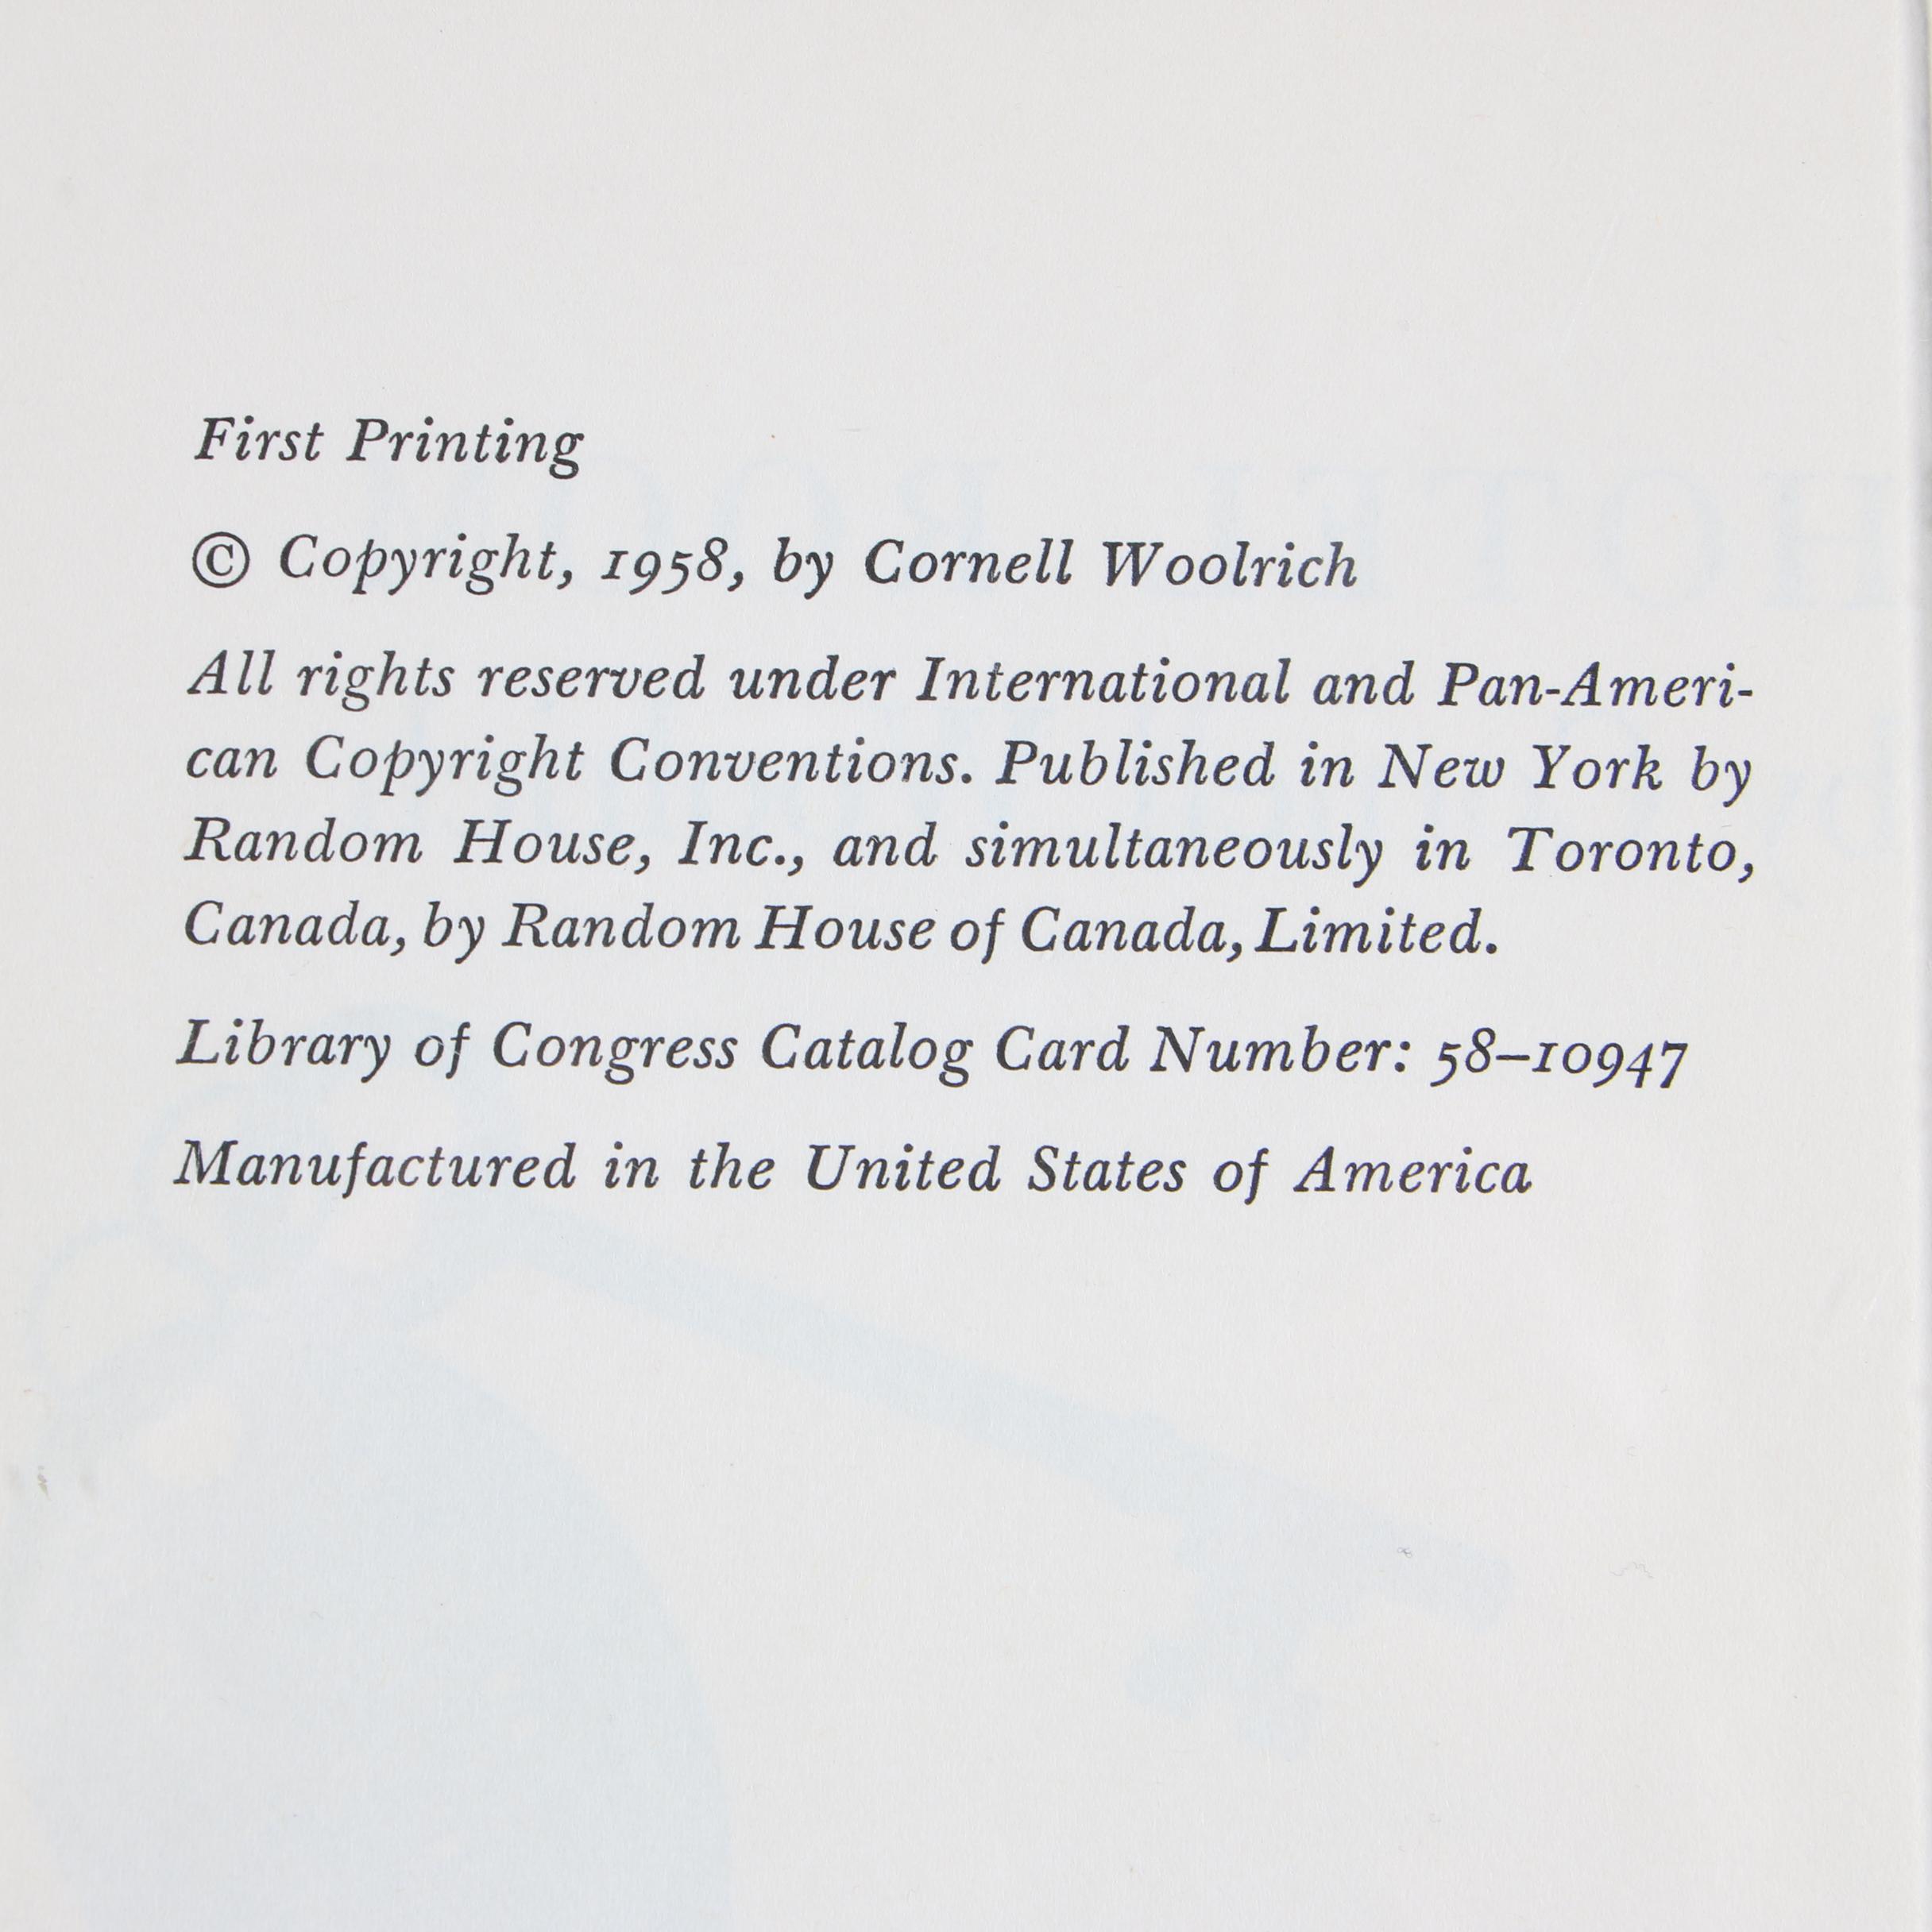 First Printing
© Copyright, 1958, by Cornell Woolrich
All rights reserved under International and Pan-Ameri-
can Copyright Conventions. Published in New York by
Random House, Inc., and simultaneously in Toronto,
Canada, by Random House of Canada, Limited.
Library of Congress Catalog Card Number: 58–10947
Manufactured in the United States of America